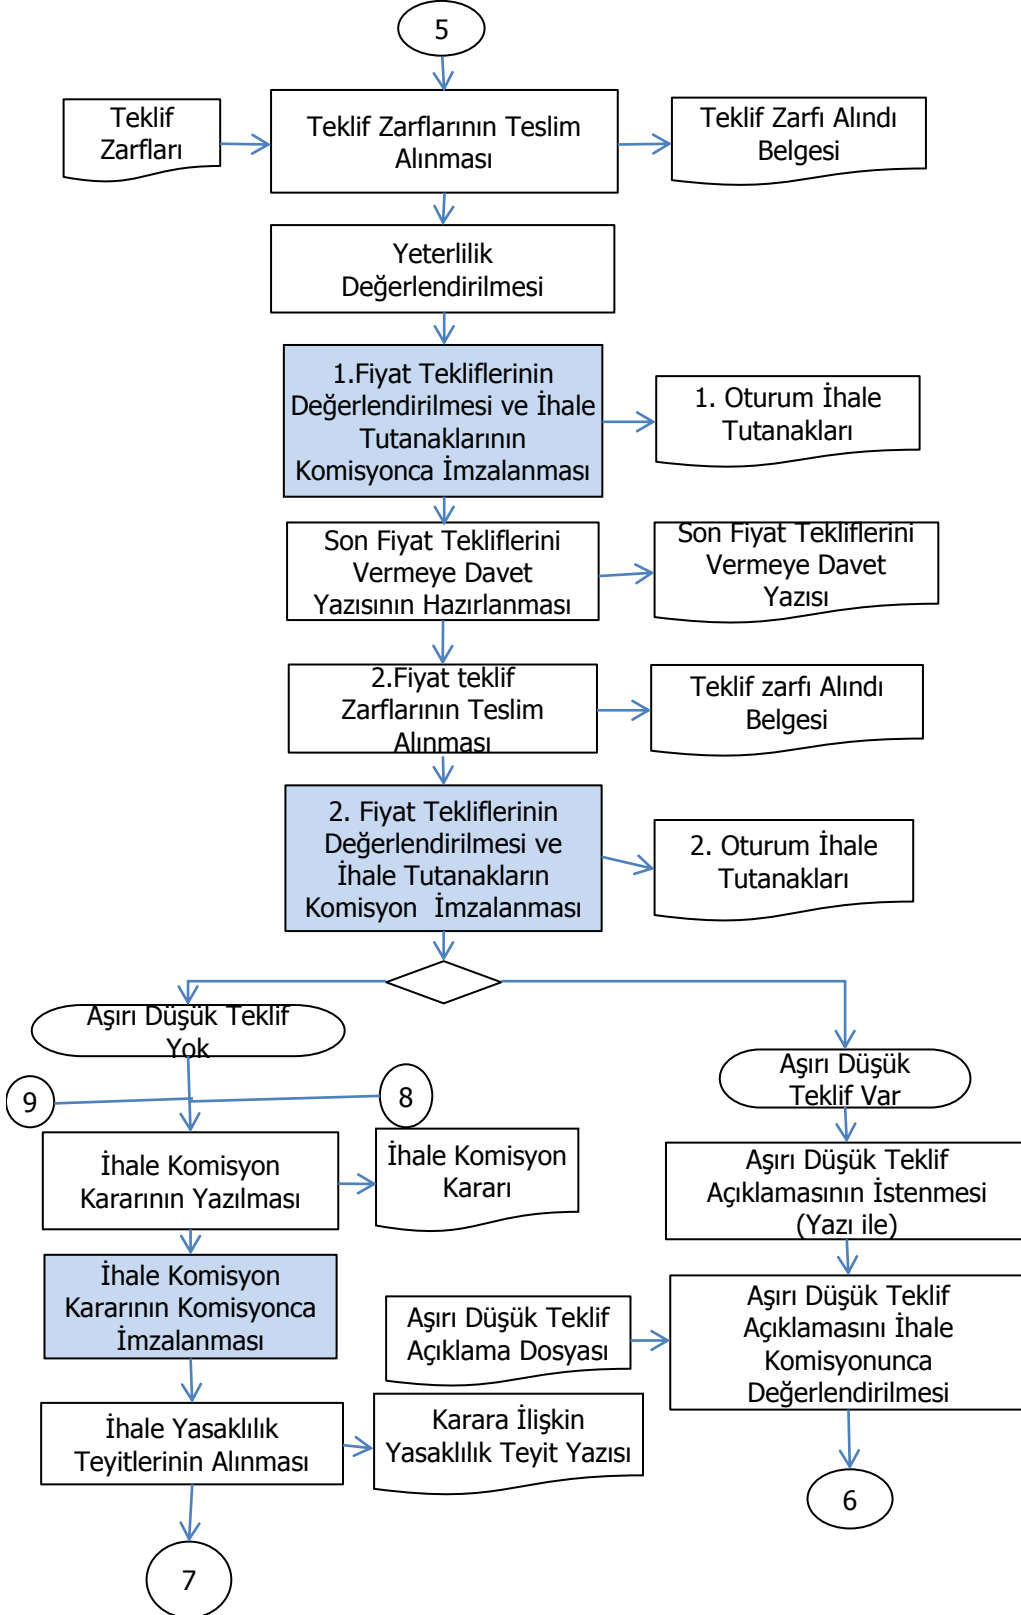 5
Teklif
Zarfları
Teklif Zarflarının Teslim
Alınması
Teklif Zarfı Alındı
Belgesi
Yeterlilik
Değerlendirilmesi
1.Fiyat Tekliflerinin
Değerlendirilmesi ve İhale
Tutanaklarının
Komisyonca İmzalanması
1. Oturum İhale
Tutanakları
Son Fiyat Tekliflerini
Vermeye Davet
Yazısının Hazırlanması
Son Fiyat Tekliflerini
Vermeye Davet
Yazısı
2.Fiyat teklif
Zarflarının Teslim
Alınması
Teklif zarfı Alındı
Belgesi
2. Fiyat Tekliflerinin
Değerlendirilmesi ve
İhale Tutanakların
Komisyon  İmzalanması
2. Oturum İhale
Tutanakları
Aşırı Düşük Teklif
Yok
Aşırı Düşük
Teklif Var
9
8
İhale Komisyon
Kararının Yazılması
İhale Komisyon
Kararı
Aşırı Düşük Teklif
Açıklamasının İstenmesi
(Yazı ile)
İhale Komisyon
Kararının Komisyonca
İmzalanması
Aşırı Düşük Teklif
Açıklama Dosyası
Aşırı Düşük Teklif
Açıklamasını İhale
Komisyonunca
Değerlendirilmesi
İhale Yasaklılık
Teyitlerinin Alınması
Karara İlişkin
Yasaklılık Teyit Yazısı
6
7